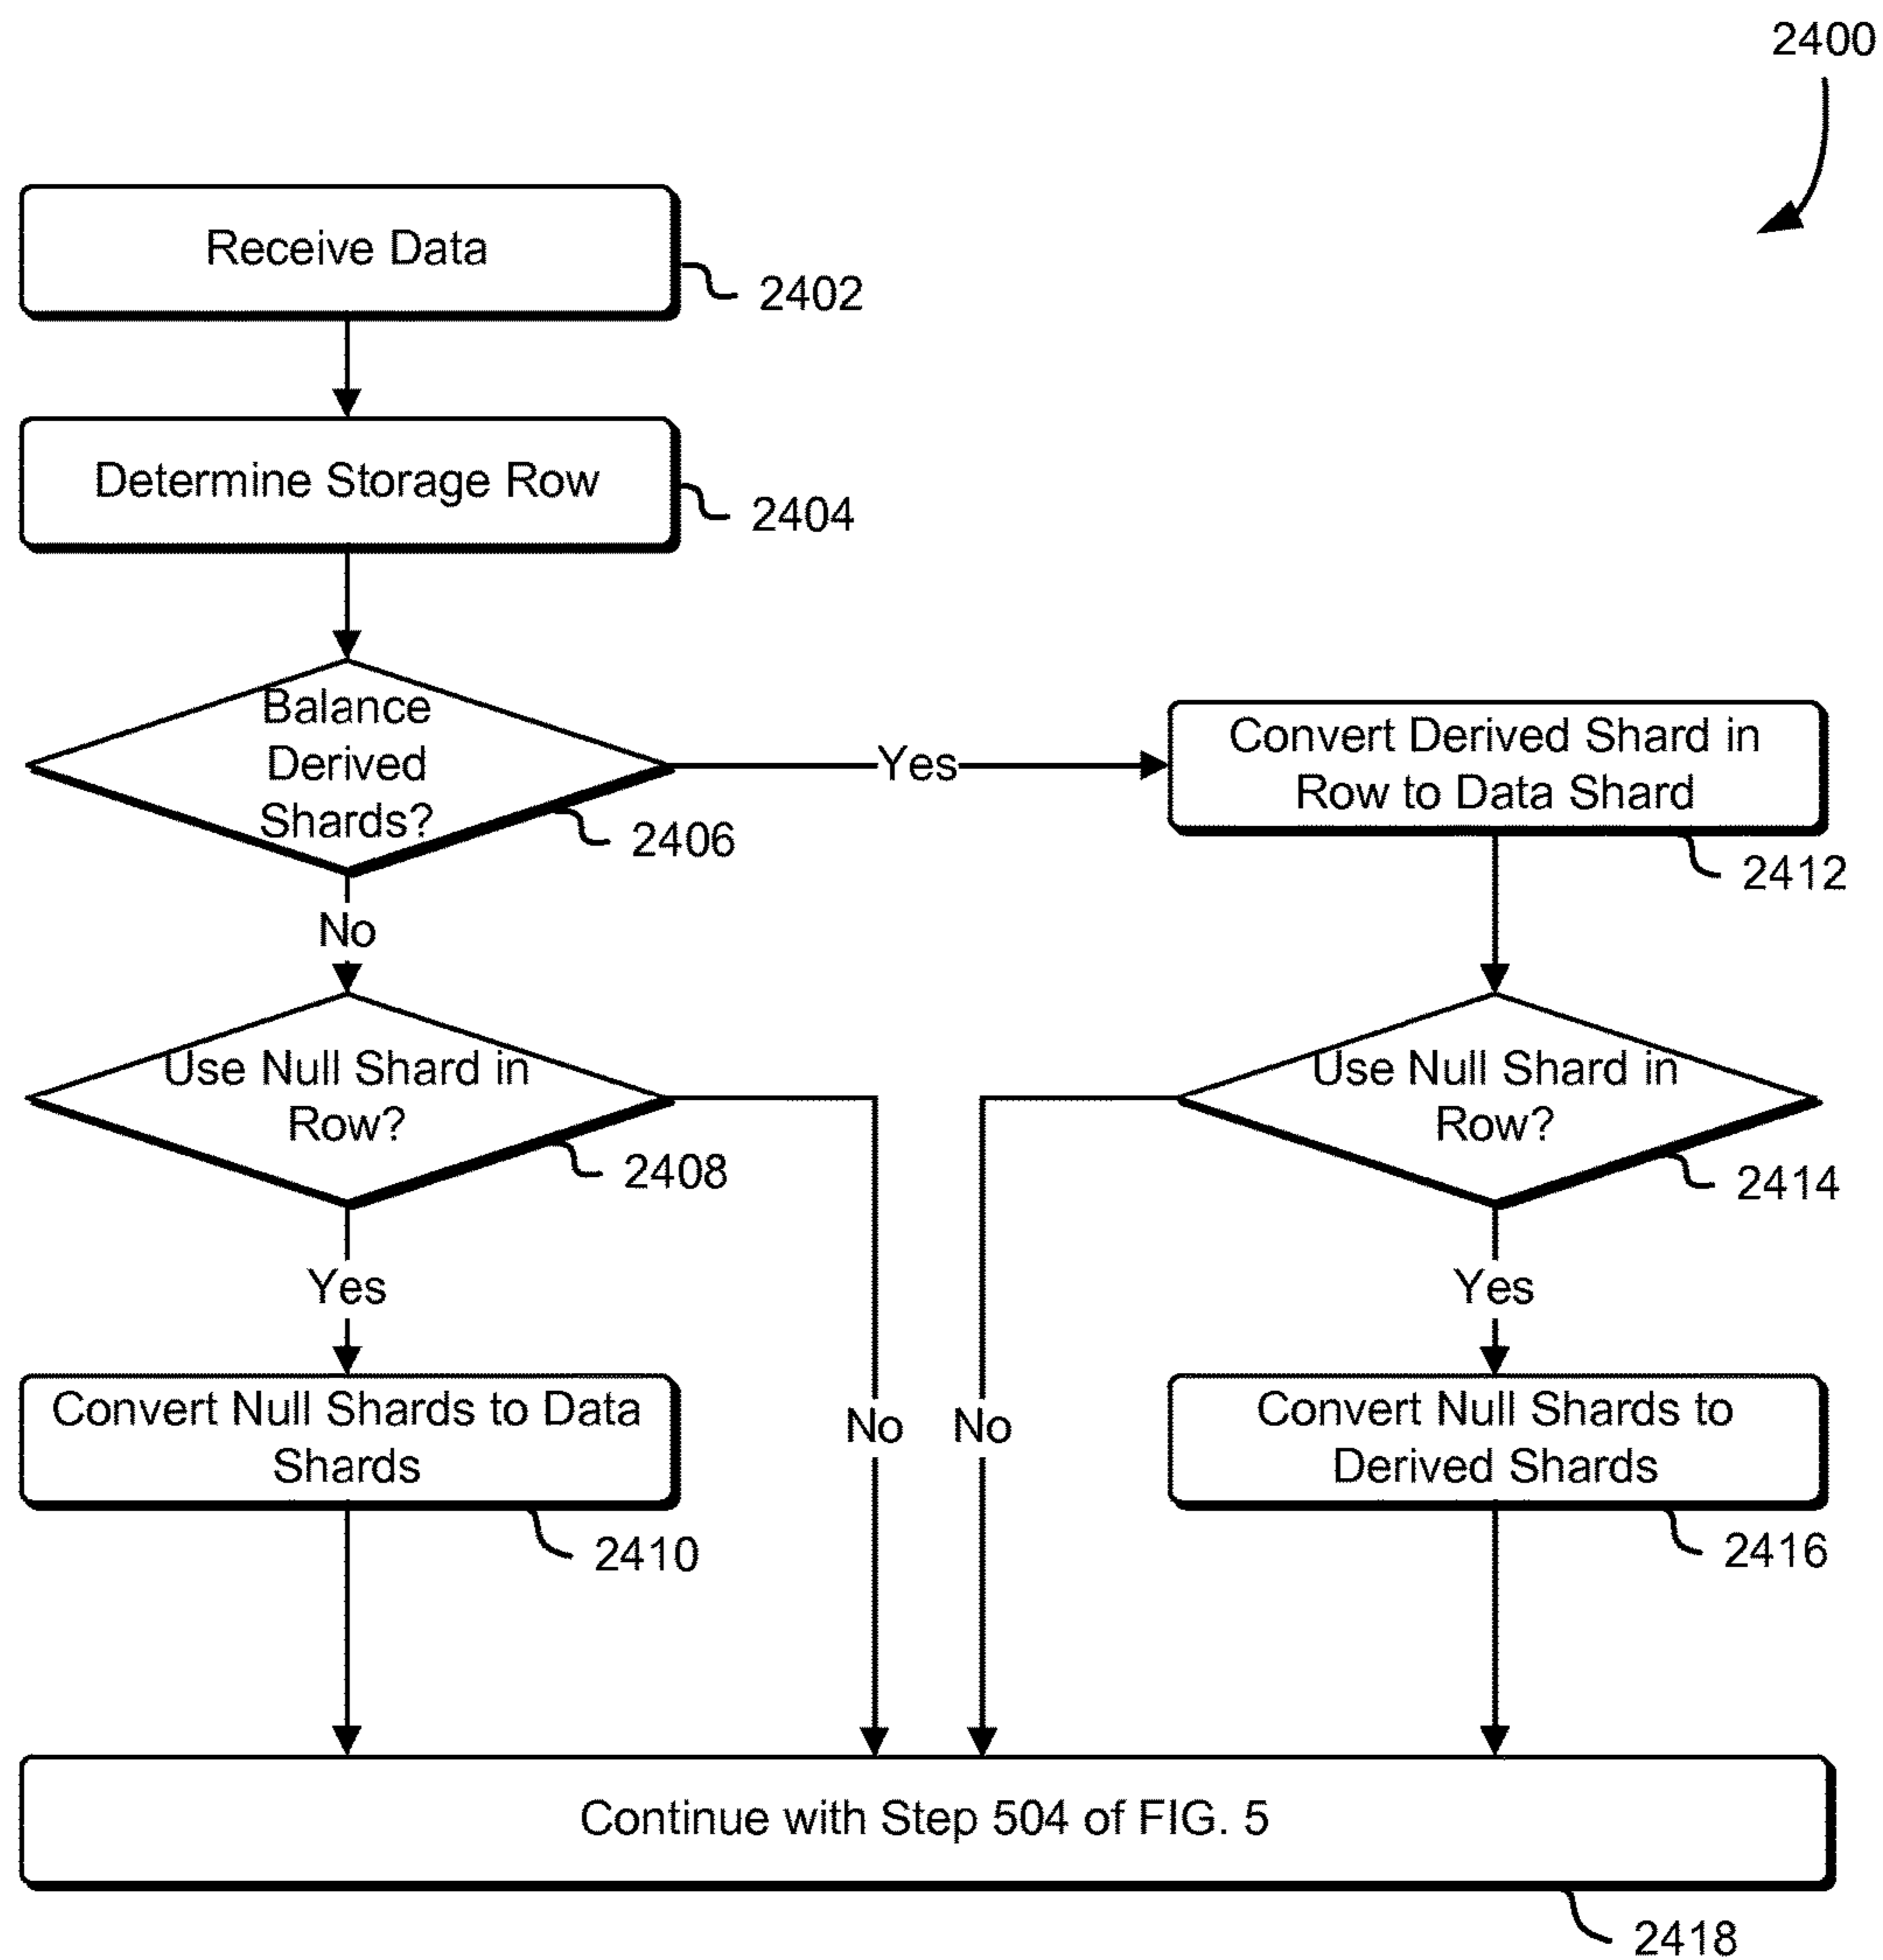 2400
Receive Data
2402
Determine Storage Row
2404
Balance
Derived
Shards?
2406
Yes
Convert Derived Shard in
Row to Data Shard
2412
No
Use Null Shard in
Row?
2408
Use Null Shard in
Row?
2414
Yes
Yes
Convert Null Shards to Data
Shards
2410
No
No
Convert Null Shards to
Derived Shards
2416
Continue with Step 504 of FIG. 5
2418